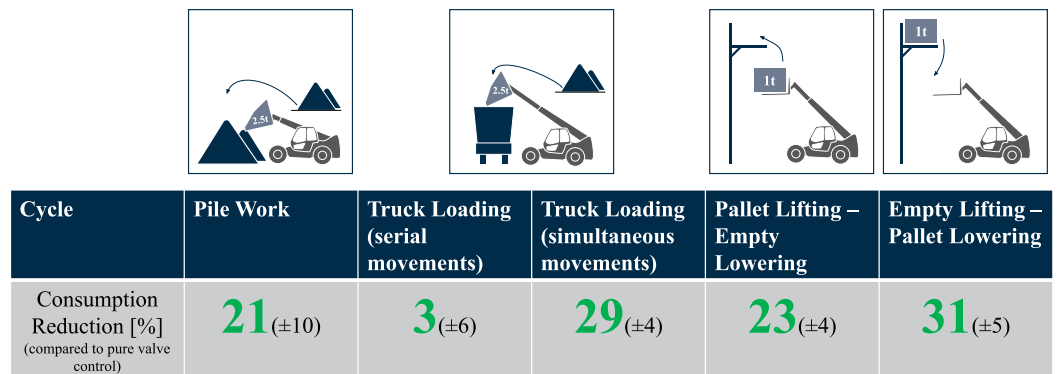 2.5t
2.5t
1t
1t
Cycle
Pile Work
Truck Loading
(serial
movements)
Truck Loading
(simultaneous
movements)
Pallet Lifting –
Empty
Lowering
Empty Lifting –
Pallet Lowering
Consumption
Reduction [%]
(compared to pure valve
control)
21(±10)
3(±6)
29(±4)
23(±4)
31(±5)